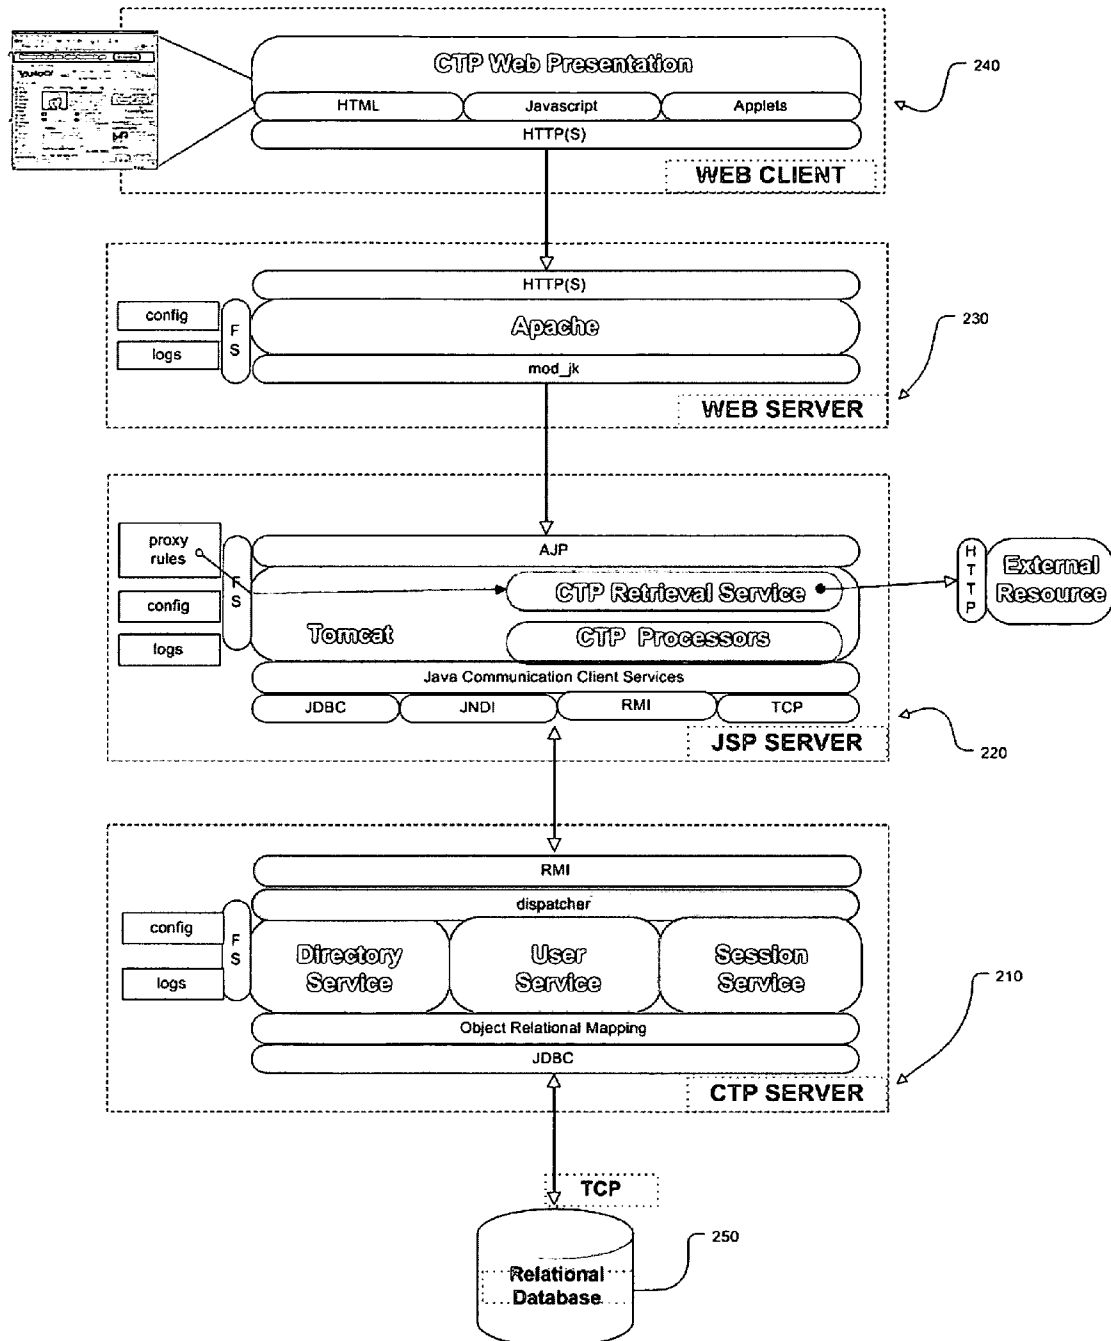 CTP Web Presentation
240
YAHOO!
HTML
Javascript
Applets
HTTP(S)
WEB CLIENT
HTTP(S)
config
F
S
Apache
230
logs
mod_jk
WEB SERVER
proxy
rules
F
S
AJP
H
T
T
P
External
Resource
CTP Retrieval Service
config
Tomcat
CTP Processors
logs
Java Communication Client Services
JDBC
JNDI
RMI
TCP
JSP SERVER
220
RMI
dispatcher
config
F
S
Directory
Service
User
Service
Session
Service
logs
210
Object Relational Mapping
JDBC
CTP SERVER
TCP
250
Relational
Database